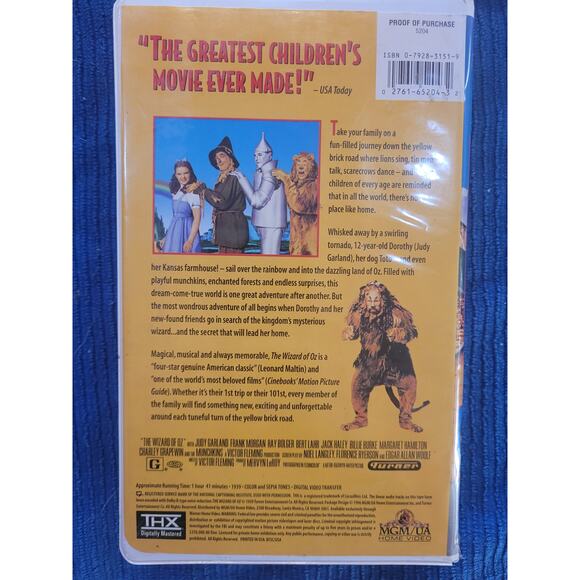 PROOF OF PURCHASE
5204
ISBN 0-7928-3151-9
0 27616 5204-3 2
"THE GREATEST CHILDREN'S
MOVIE EVER MADE!"
– USA Today
Take your family on a
fun-filled journey down the yellow
brick road where lions sing, tin men
talk, scarecrows dance – and
children of every age are reminded
that in all the world, there's no
place like home.
Whisked away by a swirling
tornado, 12-year-old Dorothy (Judy
Garland), her dog Toto – and even
her Kansas farmhouse! – sail over the rainbow and into the dazzling land of Oz. Filled with
playful munchkins, enchanted forests and endless surprises, this
dream-come-true world is one great adventure after another. But
the most wondrous adventure of all begins when Dorothy and her
new-found friends go in search of the kingdom's mysterious
wizard...and the secret that will lead her home.
Magical, musical and always memorable, The Wizard of Oz is a
"four-star genuine American classic" (Leonard Maltin) and
"one of the world's most beloved films" (Cinebooks' Motion Picture
Guide). Whether it's their 1st trip or their 101st, every member of the
family will find something new, exciting and unforgettable
around each tuneful turn of the yellow brick road.
"THE WIZARD OF OZ" WITH JUDY GARLAND FRANK MORGAN RAY BOLGER BERT LAHR JACK HALEY BILLIE BURKE MARGARET HAMILTON
CHARLEY GRAPEWIN AND THE MUNCHKINS A VICTOR FLEMING PRODUCTION SCREEN PLAY BY NOEL LANGLEY, FLORENCE RYERSON AND EDGAR ALLAN WOOLF
G VICTOR FLEMING MERVYN LeROY PHOTOGRAPHED IN TECHNICOLOR Turner
Approximate Running Time: 1 hour 41 minutes • 1939 • COLOR and SEPIA TONES • DIGITAL VIDEO TRANSFER
THX
Digitally Mastered
PRINTED IN USA
MGM/UA
HOME VIDEO